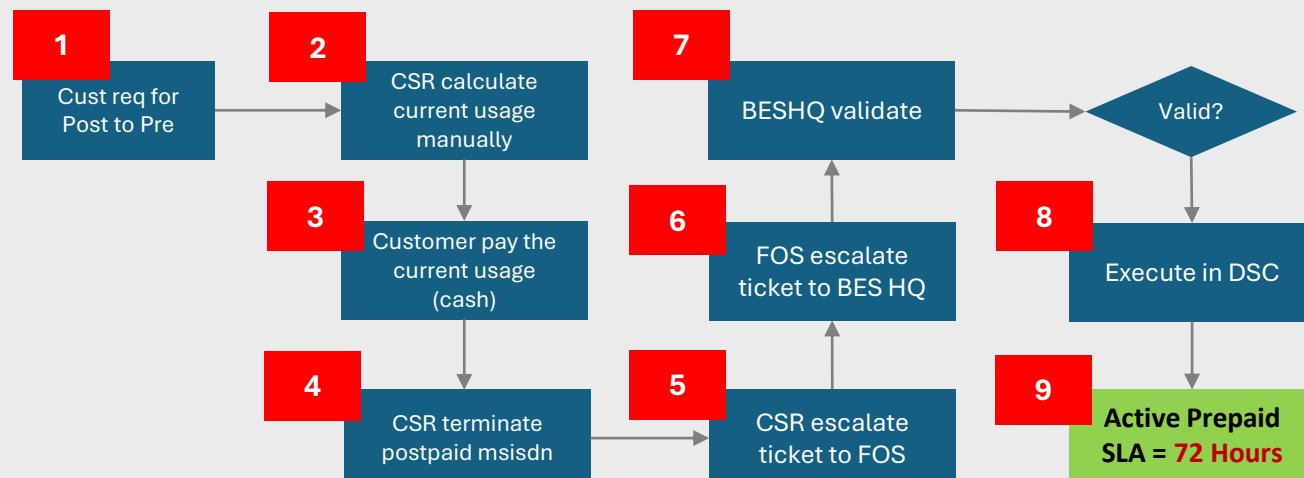 1
Cust req for
Post to Pre
2
CSR calculate
current usage
manually
3
Customer pay the
current usage
(cash)
4
CSR terminate
postpaid msisdn
5
CSR escalate
ticket to FOS
6
FOS escalate
ticket to BES HQ
7
BESHQ validate
Valid?
8
Execute in DSC
9
Active Prepaid
SLA = 72 Hours